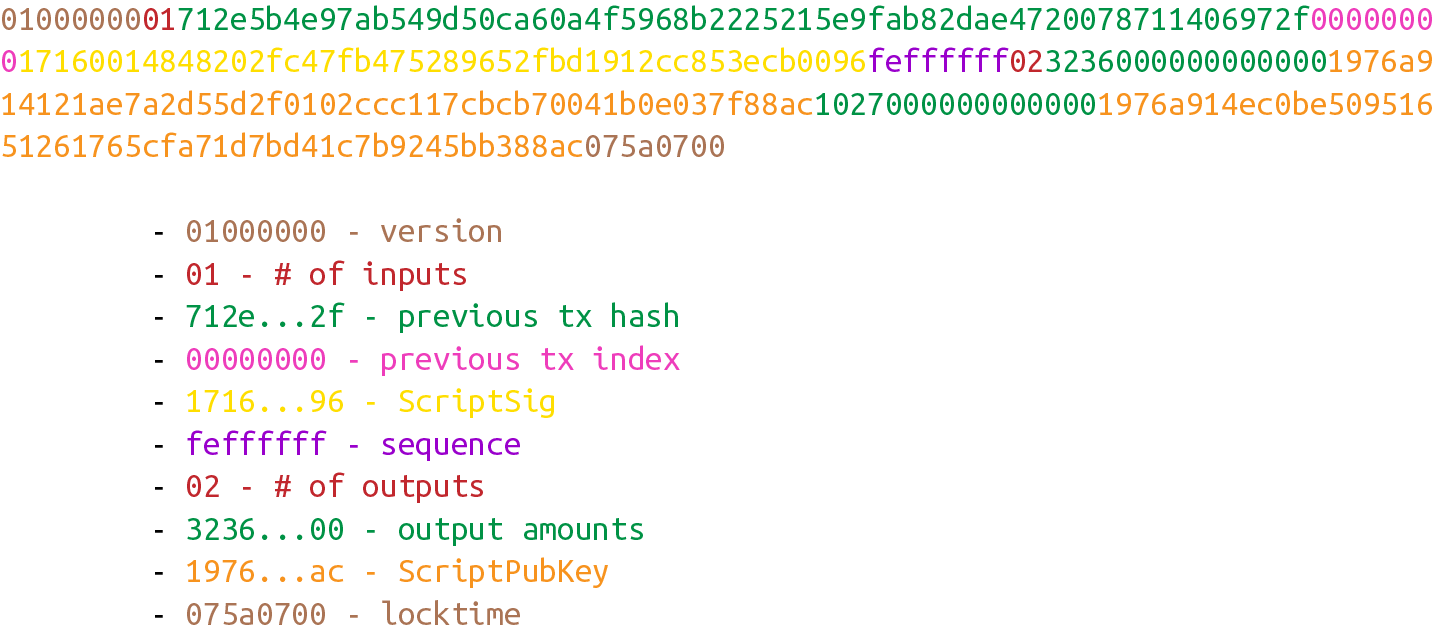 0100000001712e5b4e97ab549d50ca60a4f5968b2225215e9fab82dae4720078711406972f0000000
017160014848202fc47fb475289652fbd1912cc853ecb0096feffffff0232360000000000001976a9
14121ae7a2d55d2f0102ccc117cbcb70041b0e037f88ac10270000000000001976a914ec0be509516
51261765cfa71d7bd41c7b9245bb388ac075a0700
- 01000000 - version
- 01 - # of inputs
- 712e...2f - previous tx hash
- 00000000 - previous tx index
- 1716...96 - ScriptSig
- feffffff - sequence
- 02 - # of outputs
- 3236...00 - output amounts
- 1976...ac - ScriptPubKey
- 075a0700 - locktime